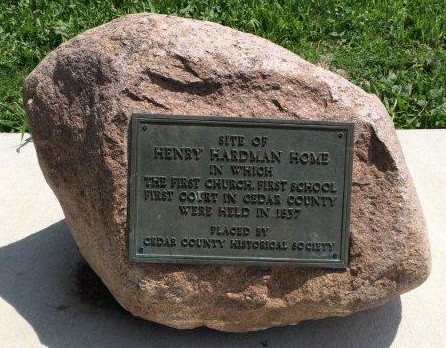 SITE OF
HENRY HARDMAN HOME
IN WHICH
THE FIRST CHURCH, FIRST SCHOOL
FIRST COURT IN CEDAR COUNTY
WERE HELD IN 1837
PLACED BY
CEDAR COUNTY HISTORICAL SOCIETY